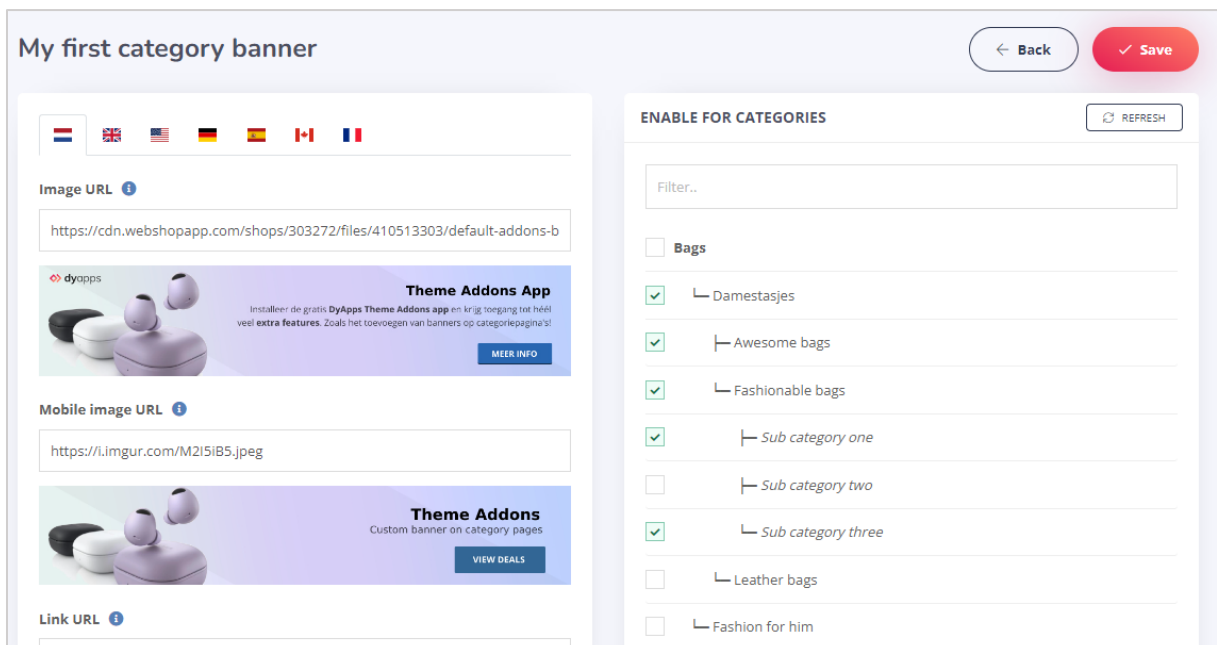 My first category banner
Back
Save
Image URL
https://cdn.webshopapp.com/shops/303272/files/410513303/default-addons-b
dyapps
Theme Addons App
Installeer de gratis DyApps Theme Addons app en krijg toegang tot héél
veel extra features. Zoals het toevoegen van banners op categoriepagina's!
MEER INFO
Mobile image URL
https://i.imgur.com/M2I5iB5.jpeg
Theme Addons
Custom banner on category pages
VIEW DEALS
Link URL
ENABLE FOR CATEGORIES
REFRESH
Filter..
Bags
Damestasjes
Awesome bags
Fashionable bags
Sub category one
Sub category two
Sub category three
Leather bags
Fashion for him